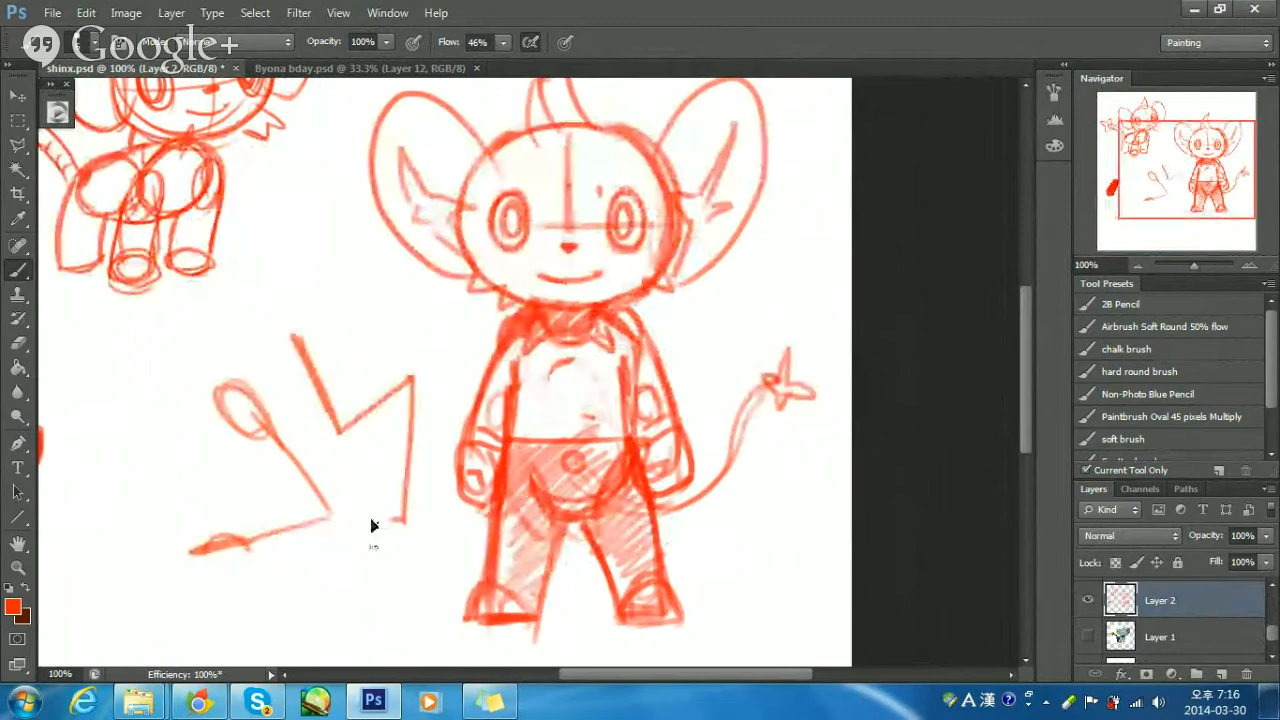 Ps File Edit Image Layer Type Select Filter View Window Help
Google+
Opacity: 100% Flow: 46% Painting
shinx.psd @ 100% (Layer 2, RGB/8) * × Byona bday.psd @ 33.3% (Layer 12, RGB/8) ×
Navigator
100%
Tool Presets
2B Pencil
Airbrush Soft Round 50% flow
chalk brush
hard round brush
Non-Photo Blue Pencil
Paintbrush Oval 45 pixels Multiply
soft brush
Current Tool Only
Layers Channels Paths
Kind
Normal Opacity: 100%
Lock: Fill: 100%
Layer 2
Layer 1
100% Efficiency: 100%*
A 漢
오후 7:16
2014-03-30